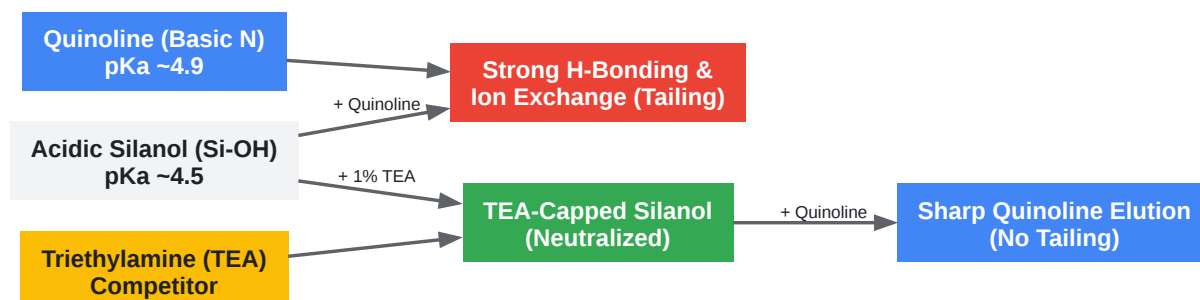 Quinoline (Basic N)
pKa ~4.9
Strong H-Bonding &
Ion Exchange (Tailing)
+ Quinoline
Acidic Silanol (Si-OH)
pKa ~4.5
+ 1% TEA
TEA-Capped Silanol
(Neutralized)
+ Quinoline
Sharp Quinoline Elution
(No Tailing)
Triethylamine (TEA)
Competitor